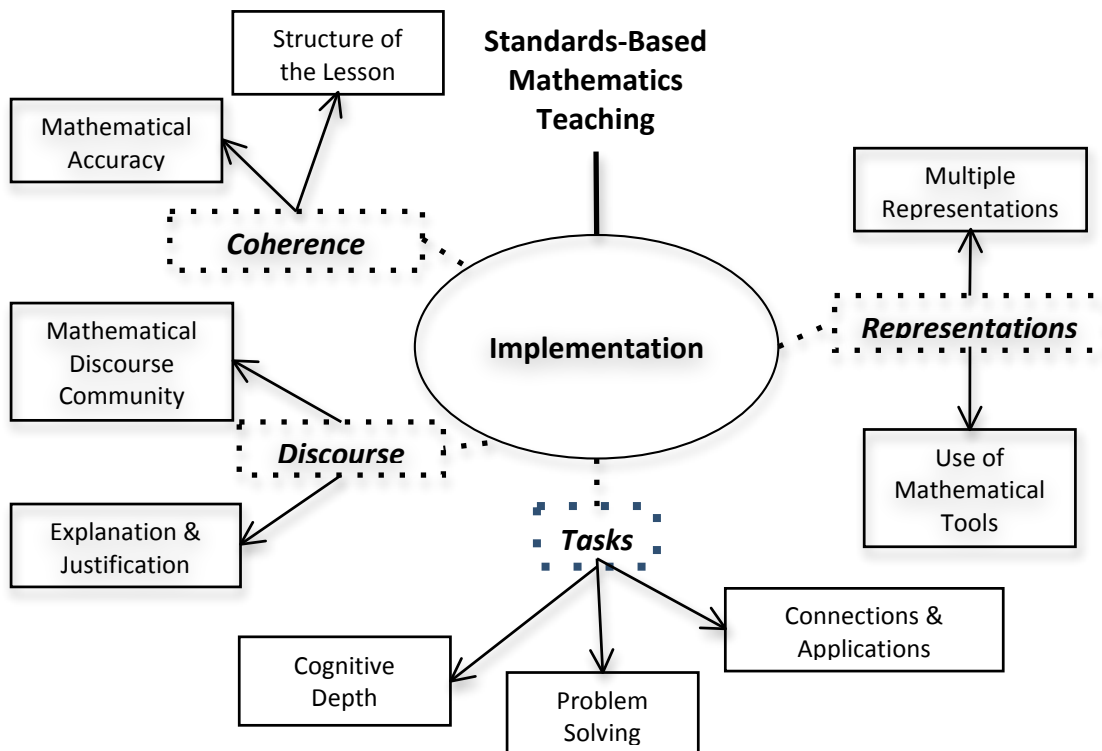 Structure of
the Lesson
Standards-Based
Mathematics
Teaching
Mathematical
Accuracy
Multiple
Representations
Coherence
Mathematical
Discourse
Community
Implementation
Representations
Discourse
Use of
Mathematical
Tools
Explanation &
Justification
Tasks
Connections &
Applications
Cognitive
Depth
Problem
Solving